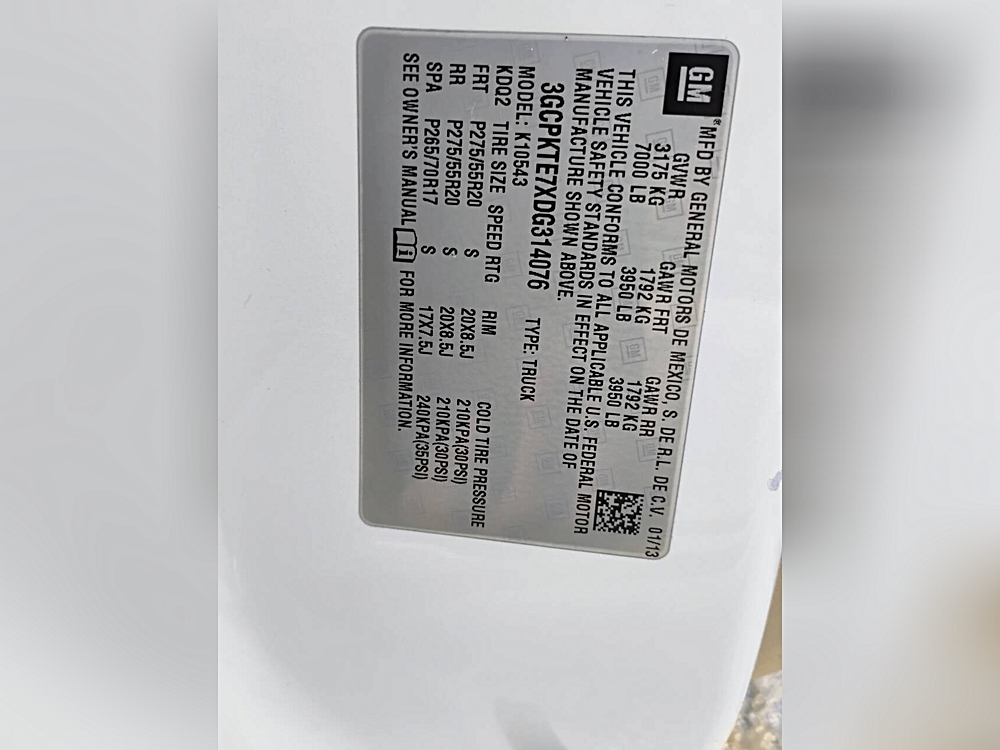 GM
® MFD BY GENERAL MOTORS DE MEXICO, S. DE R.L. DE C.V. 01/13
GVWR GAWR FRT GAWR RR
3175 KG 1792 KG 1792 KG
7000 LB 3950 LB 3950 LB
THIS VEHICLE CONFORMS TO ALL APPLICABLE U.S. FEDERAL MOTOR
VEHICLE SAFETY STANDARDS IN EFFECT ON THE DATE OF
MANUFACTURE SHOWN ABOVE.
3GCPKTE7XDG314076 TYPE: TRUCK
MODEL: K10543
KDQ2 TIRE SIZE SPEED RTG RIM COLD TIRE PRESSURE
FRT P275/55R20 S 20X8.5J 210KPA(30PSI)
RR P275/55R20 S 20X8.5J 210KPA(30PSI)
SPA P265/70R17 S 17X7.5J 240KPA(35PSI)
SEE OWNER'S MANUAL FOR MORE INFORMATION.